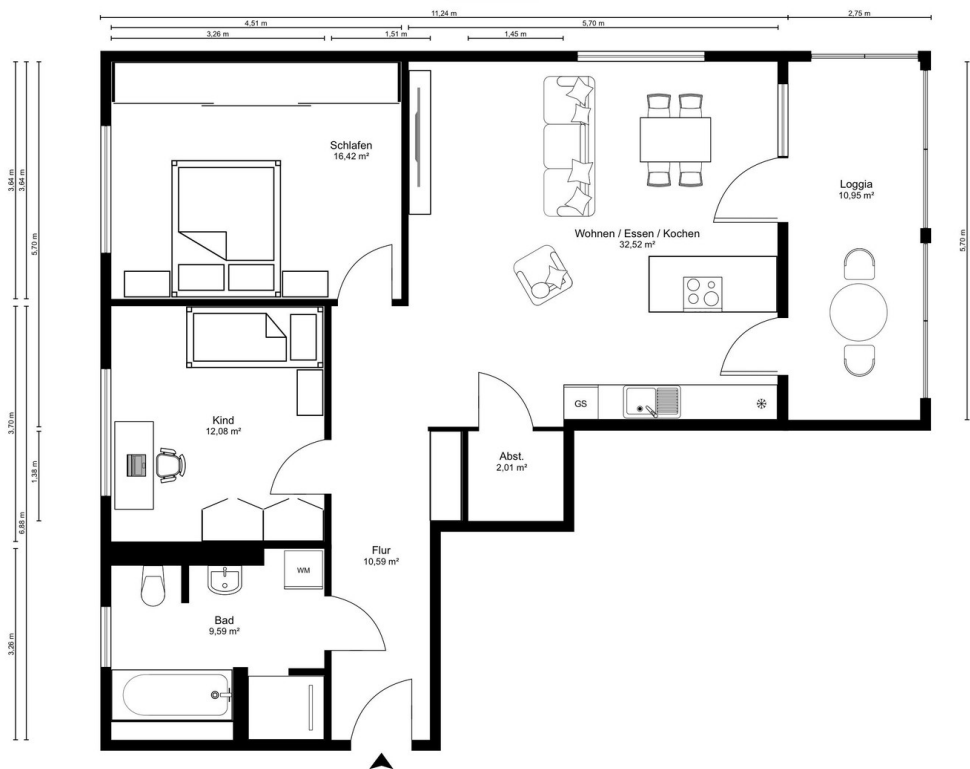 11,24 m
2,75 m
4,51 m
5,70 m
3,26 m
1,51 m
1,45 m
3,64 m
3,64 m
5,70 m
5,70 m
Schlafen
16,42 m²
Loggia
10,95 m²
Wohnen / Essen / Kochen
32,52 m²
GS
3,70 m
1,38 m
6,88 m
Kind
12,08 m²
Abst.
2,01 m²
Flur
10,59 m²
WM
Bad
9,59 m²
3,26 m